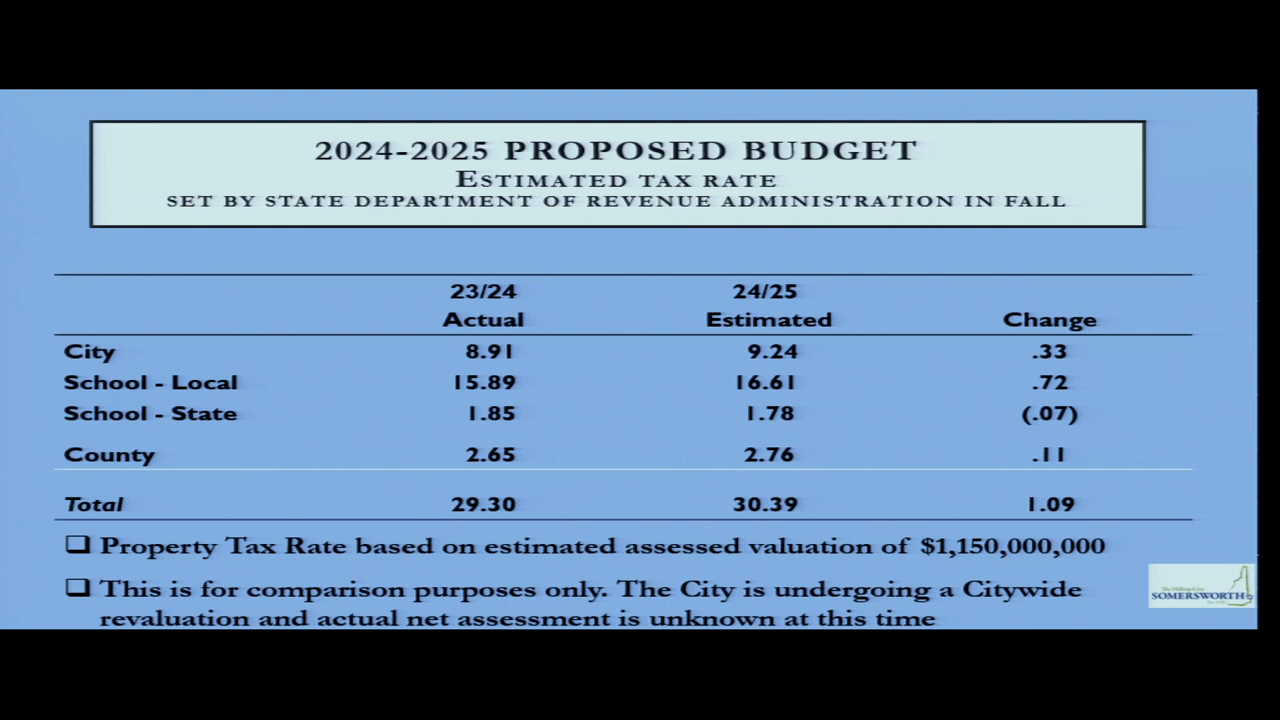 2024-2025 PROPOSED BUDGET
ESTIMATED TAX RATE
SET BY STATE DEPARTMENT OF REVENUE ADMINISTRATION IN FALL
23/24 24/25
Actual Estimated Change
City 8.91 9.24 .33
School - Local 15.89 16.61 .72
School - State 1.85 1.78 (.07)
County 2.65 2.76 .11
Total 29.30 30.39 1.09
❑ Property Tax Rate based on estimated assessed valuation of $1,150,000,000
❑ This is for comparison purposes only. The City is undergoing a Citywide
revaluation and actual net assessment is unknown at this time
SOMERSWORTH